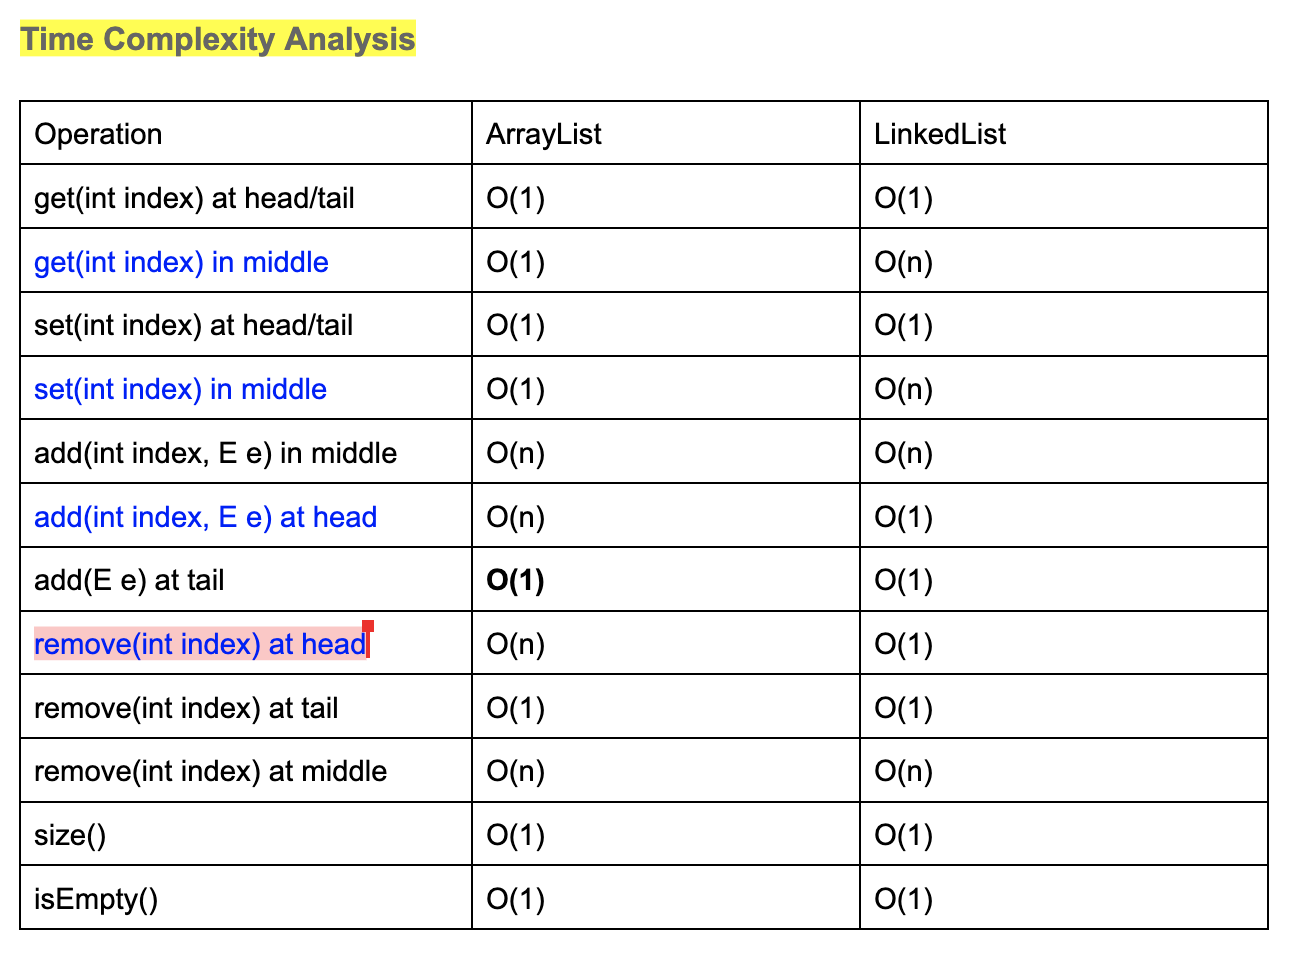 Time Complexity Analysis
Operation ArrayList LinkedList
get(int index) at head/tail O(1) O(1)
get(int index) in middle O(1) O(n)
set(int index) at head/tail O(1) O(1)
set(int index) in middle O(1) O(n)
add(int index, E e) in middle O(n) O(n)
add(int index, E e) at head O(n) O(1)
add(E e) at tail O(1) O(1)
remove(int index) at head O(n) O(1)
remove(int index) at tail O(1) O(1)
remove(int index) at middle O(n) O(n)
size() O(1) O(1)
isEmpty() O(1) O(1)